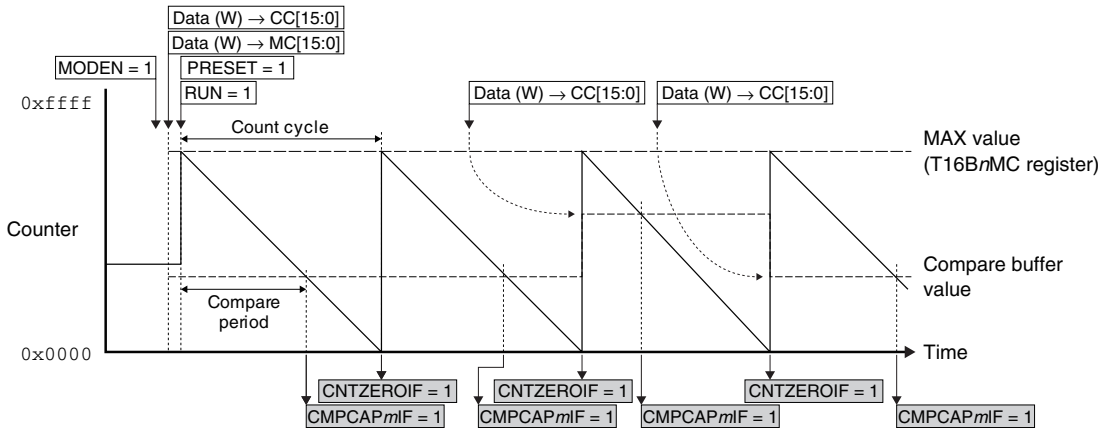 Data (W) → CC[15:0]
Data (W) → MC[15:0]
MODEN = 1
PRESET = 1
RUN = 1
Data (W) → CC[15:0]
Data (W) → CC[15:0]
0xffff
Count cycle
MAX value
(T16BnMC register)
Counter
Compare buffer
value
Compare
period
0x0000
Time
CNTZEROIF = 1
CNTZEROIF = 1
CNTZEROIF = 1
CMPCAPmIF = 1
CMPCAPmIF = 1
CMPCAPmIF = 1
CMPCAPmIF = 1